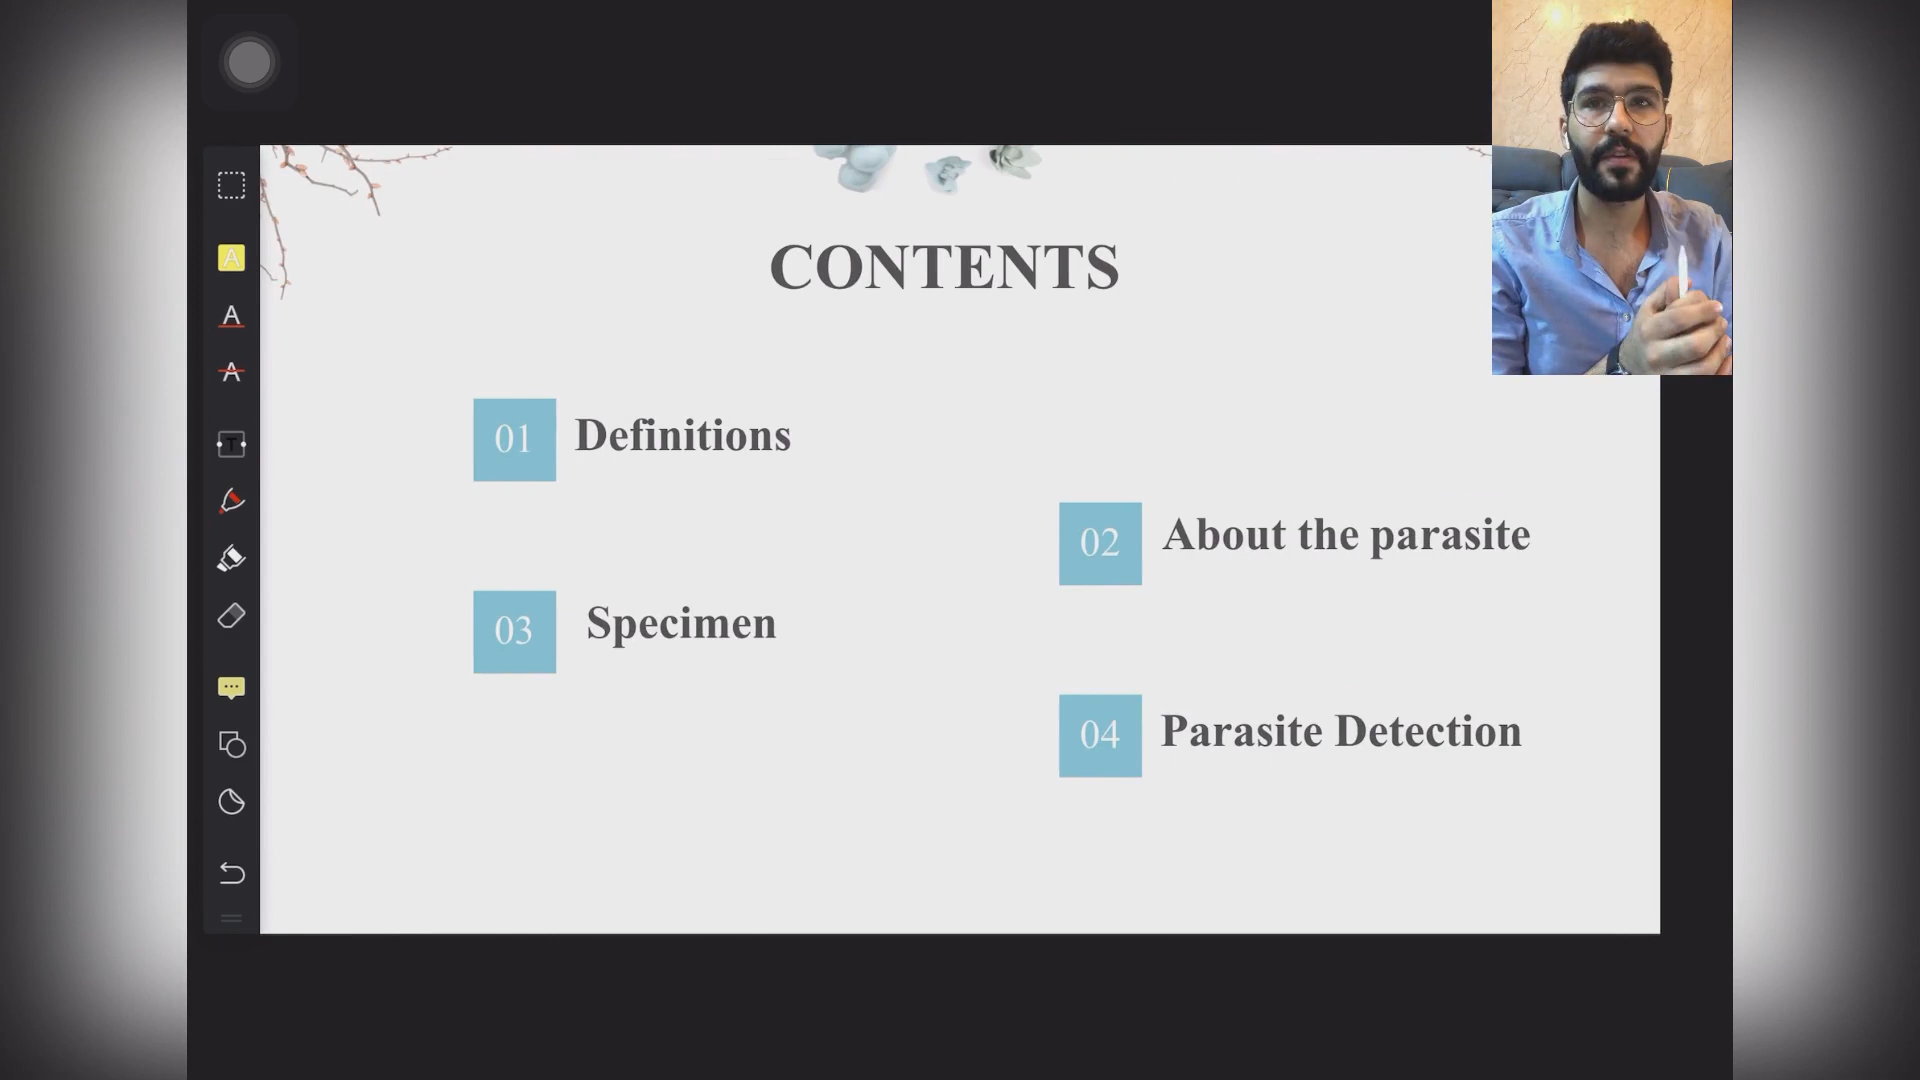 CONTENTS
01 Definitions
02 About the parasite
03 Specimen
04 Parasite Detection
A
A
A
T